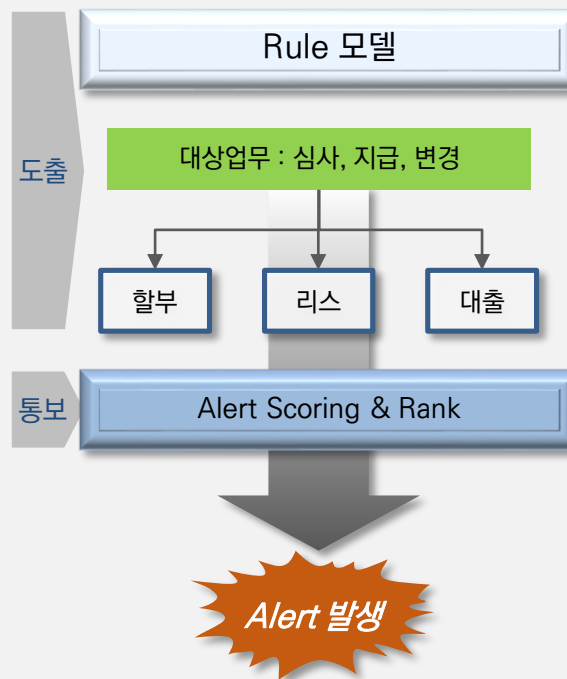 Rule 모델
도출
대상업무 : 심사, 지급, 변경
할부
리스
대출
통보
Alert Scoring & Rank
Alert 발생